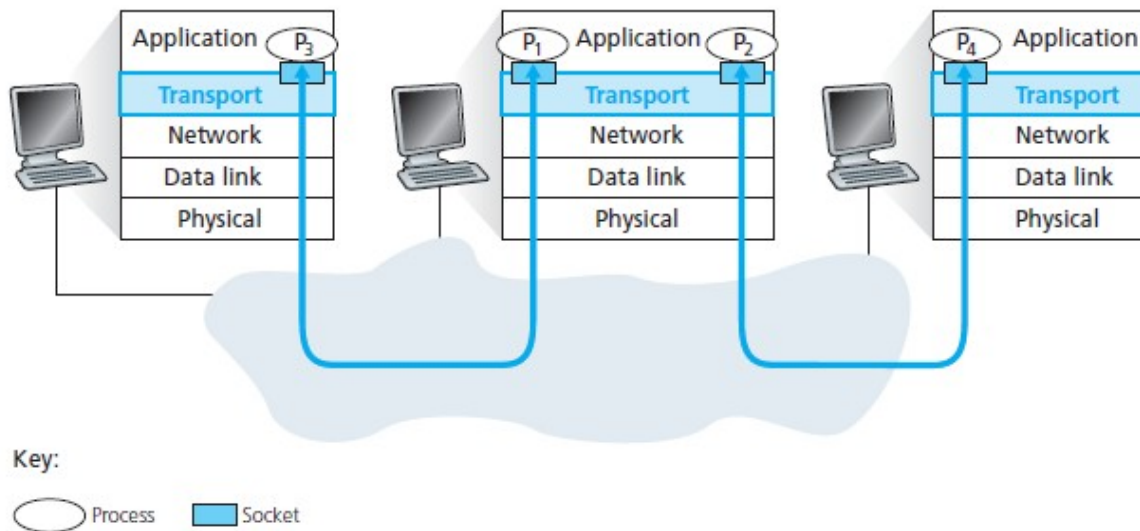 Application P3
Transport
Network
Data link
Physical
P1 Application P2
Transport
Network
Data link
Physical
P4 Application
Transport
Network
Data link
Physical
Key:
Process Socket